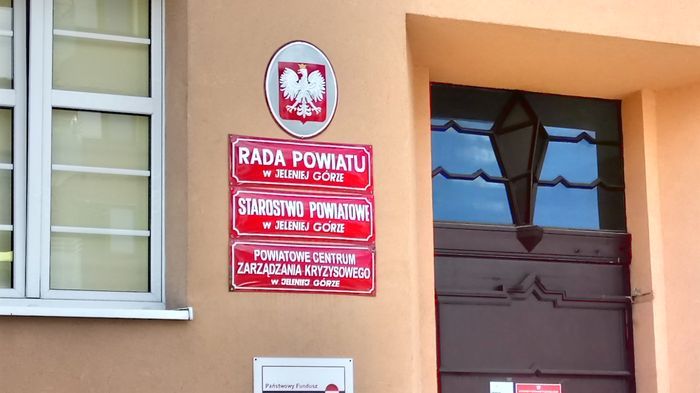 RADA POWIATU
W JELENIEJ GÓRZE
STAROSTWO POWIATOWE
W JELENIEJ GÓRZE
POWIATOWE CENTRUM
ZARZĄDZANIA KRYZYSOWEGO
W JELENIEJ GÓRZE
Państwowy Fundusz